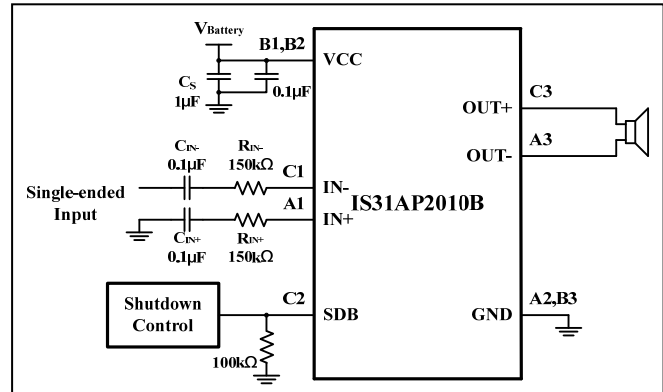 VBattery
B1,B2
VCC
CS
1µF
0.1µF
C3
OUT+
A3
OUT-
CIN-
0.1µF
RIN-
150kΩ
C1
IN-
Single-ended
Input
A1
IN+
IS31AP2010B
CIN+
0.1µF
RIN+
150kΩ
Shutdown
Control
C2
SDB
100kΩ
A2,B3
GND